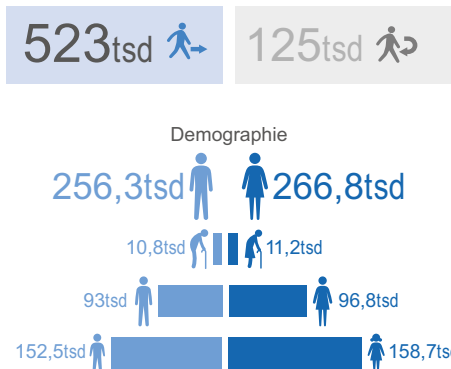 523tsd 125tsd
Demographie
256,3tsd 266,8tsd
10,8tsd 11,2tsd
93tsd 96,8tsd
152,5tsd 158,7tsd